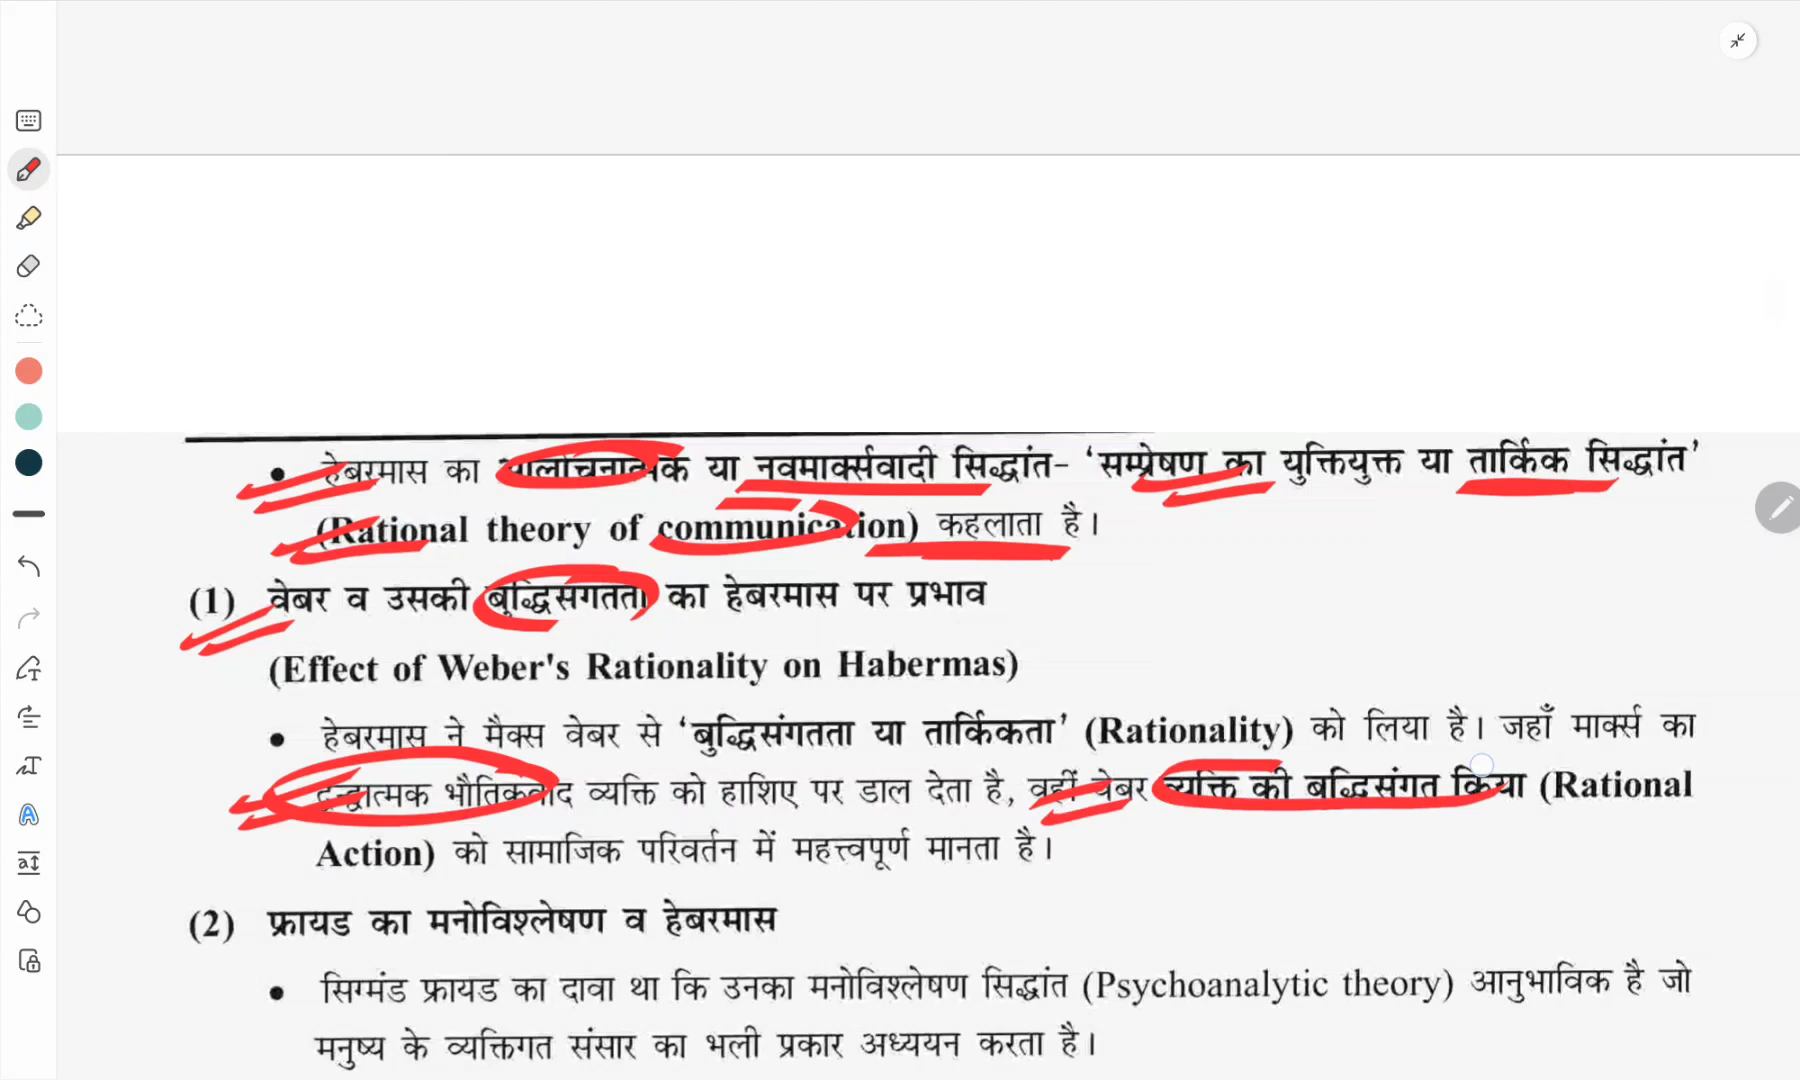 • हेबरमास का आलोचनात्मक या नवमार्क्सवादी सिद्धांत– ‘सम्प्रेषण का युक्तियुक्त या तार्किक सिद्धांत’
(Rational theory of communication) कहलाता है।
(1) वेबर व उसकी बुद्धिसंगतता का हेबरमास पर प्रभाव
(Effect of Weber's Rationality on Habermas)
• हेबरमास ने मैक्स वेबर से ‘बुद्धिसंगतता या तार्किकता’ (Rationality) को लिया है। जहाँ मार्क्स का
द्वन्द्वात्मक भौतिकवाद व्यक्ति को हाशिए पर डाल देता है, वहीं वेबर व्यक्ति की बुद्धिसंगत क्रिया (Rational
Action) को सामाजिक परिवर्तन में महत्त्वपूर्ण मानता है।
(2) फ्रायड का मनोविश्लेषण व हेबरमास
• सिग्मंड फ्रायड का दावा था कि उनका मनोविश्लेषण सिद्धांत (Psychoanalytic theory) आनुभाविक है जो
मनुष्य के व्यक्तिगत संसार का भली प्रकार अध्ययन करता है।